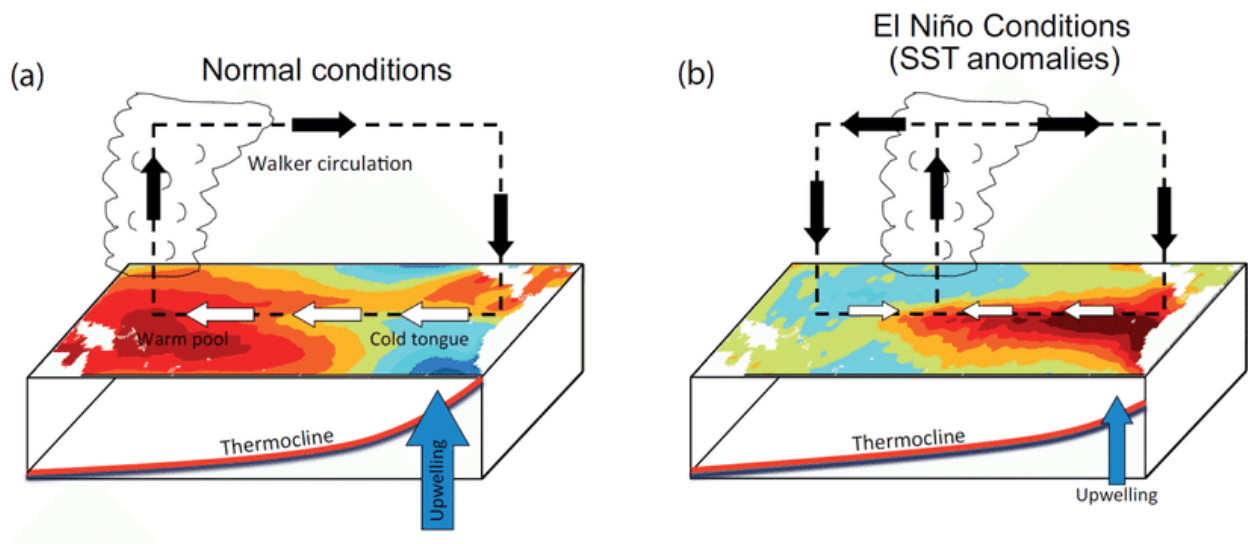 (a)
Normal conditions
Walker circulation
Warm pool
Cold tongue
Thermocline
Upwelling
(b)
El Niño Conditions
(SST anomalies)
Thermocline
Upwelling